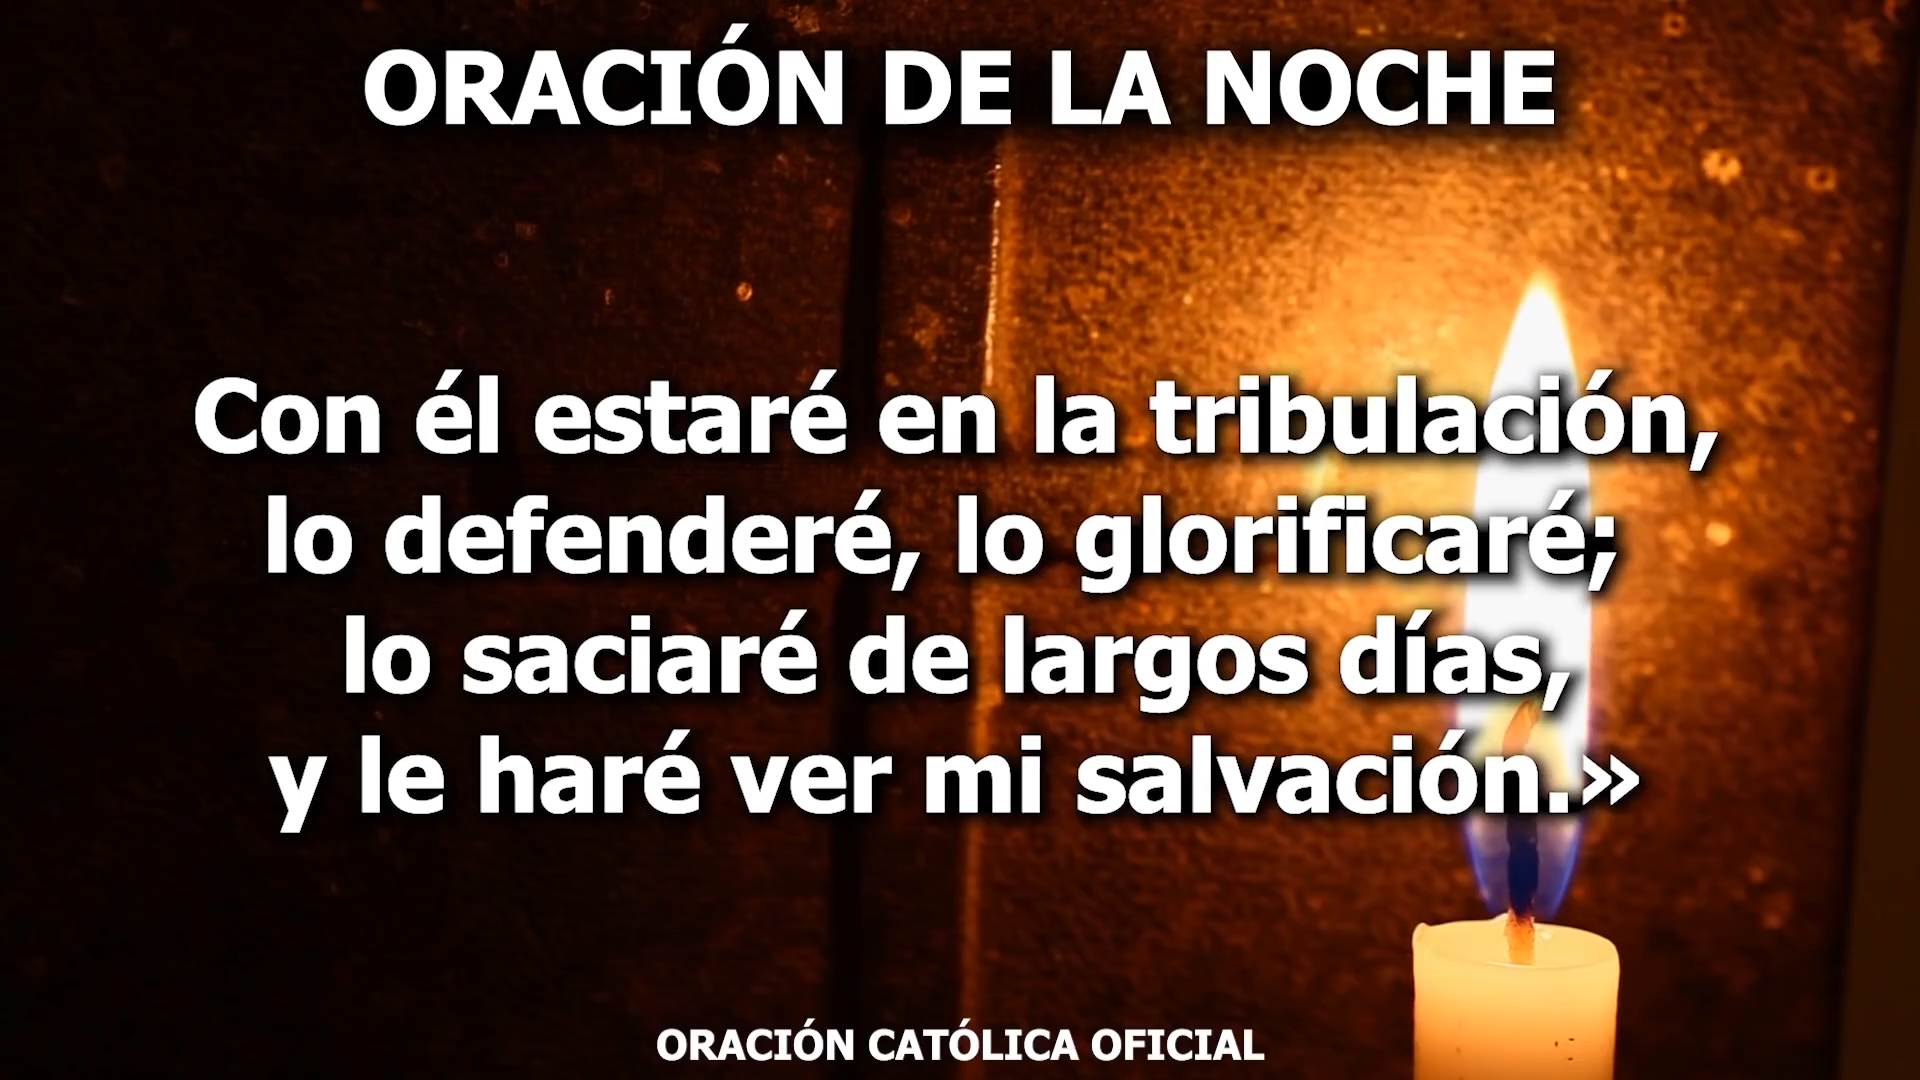 ORACIÓN DE LA NOCHE
Con él estaré en la tribulación,
lo defenderé, lo glorificaré;
lo saciaré de largos días,
y le haré ver mi salvación.»
ORACIÓN CATÓLICA OFICIAL